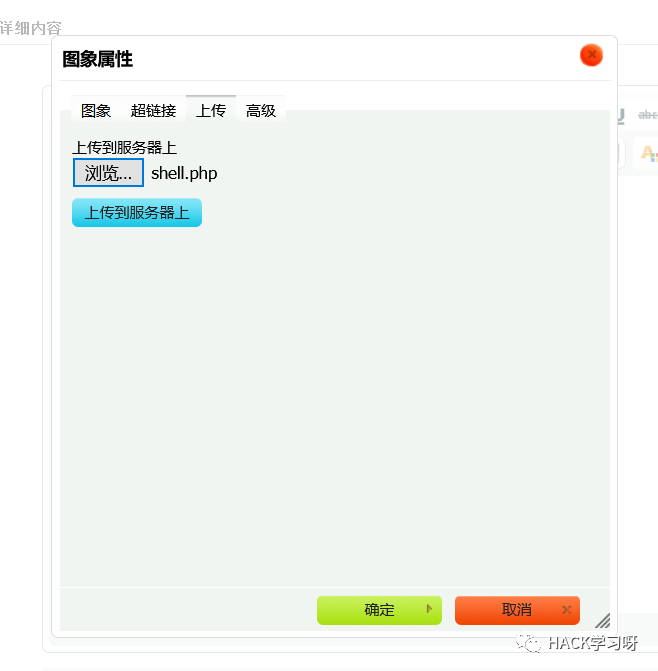 详细内容
图象属性
图象 超链接 上传 高级
上传到服务器上
浏览... shell.php
上传到服务器上
确定 取消
HACK学习呀